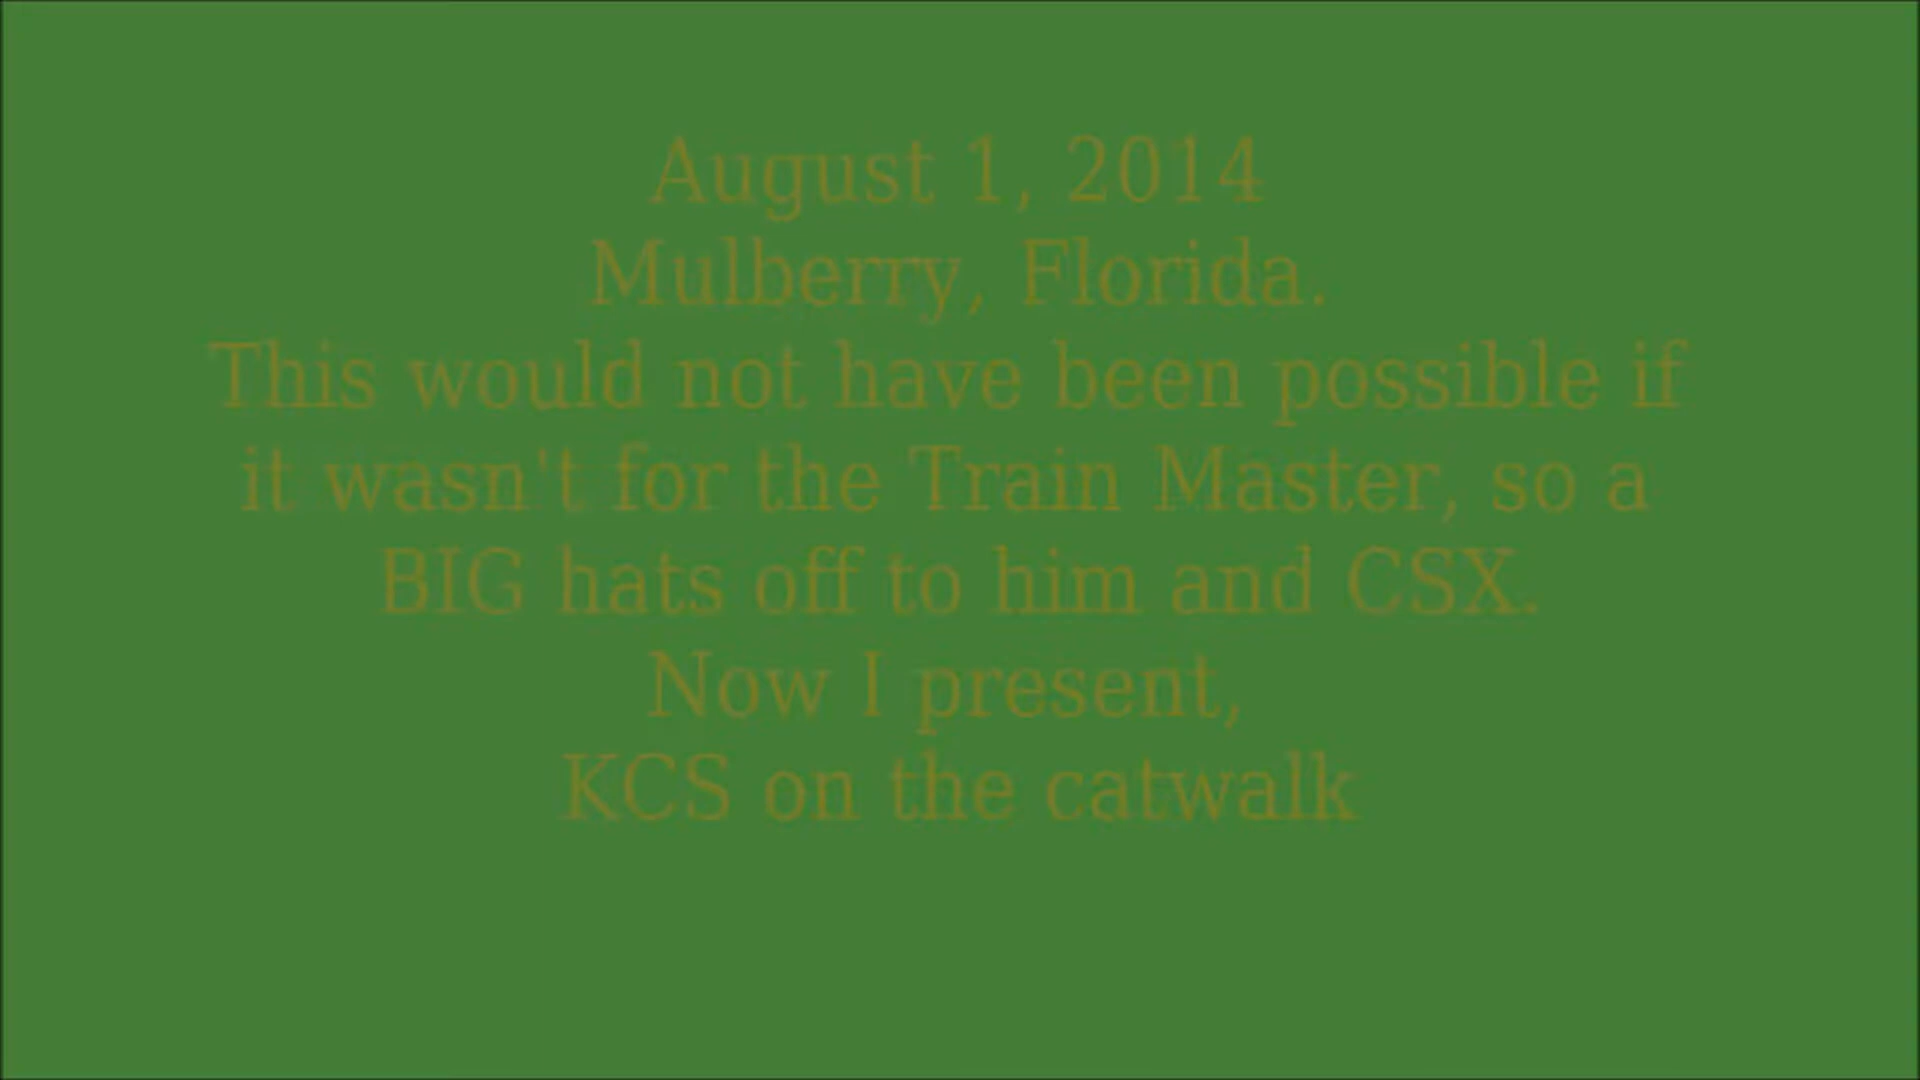 August 1, 2014
Mulberry, Florida.
This would not have been possible if
it wasn't for the Train Master, so a
BIG hats off to him and CSX.
Now I present,
KCS on the catwalk